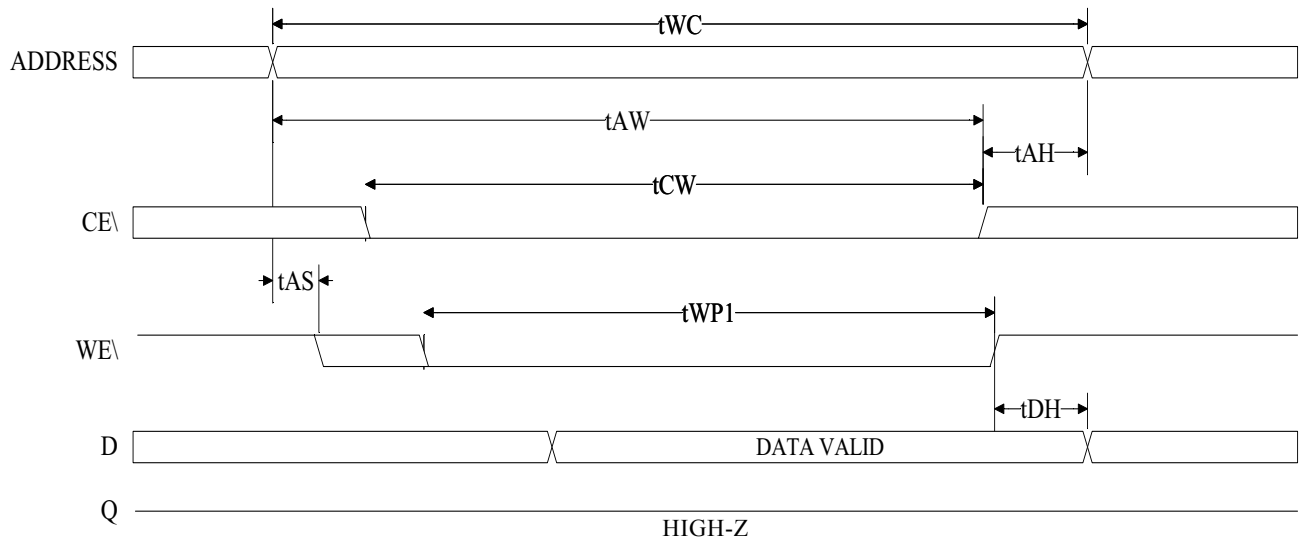 tWC
ADDRESS
tAW
tAH
tCW
CE\
tAS
tWP1
WE\
tDH
D
DATA VALID
Q
HIGH-Z